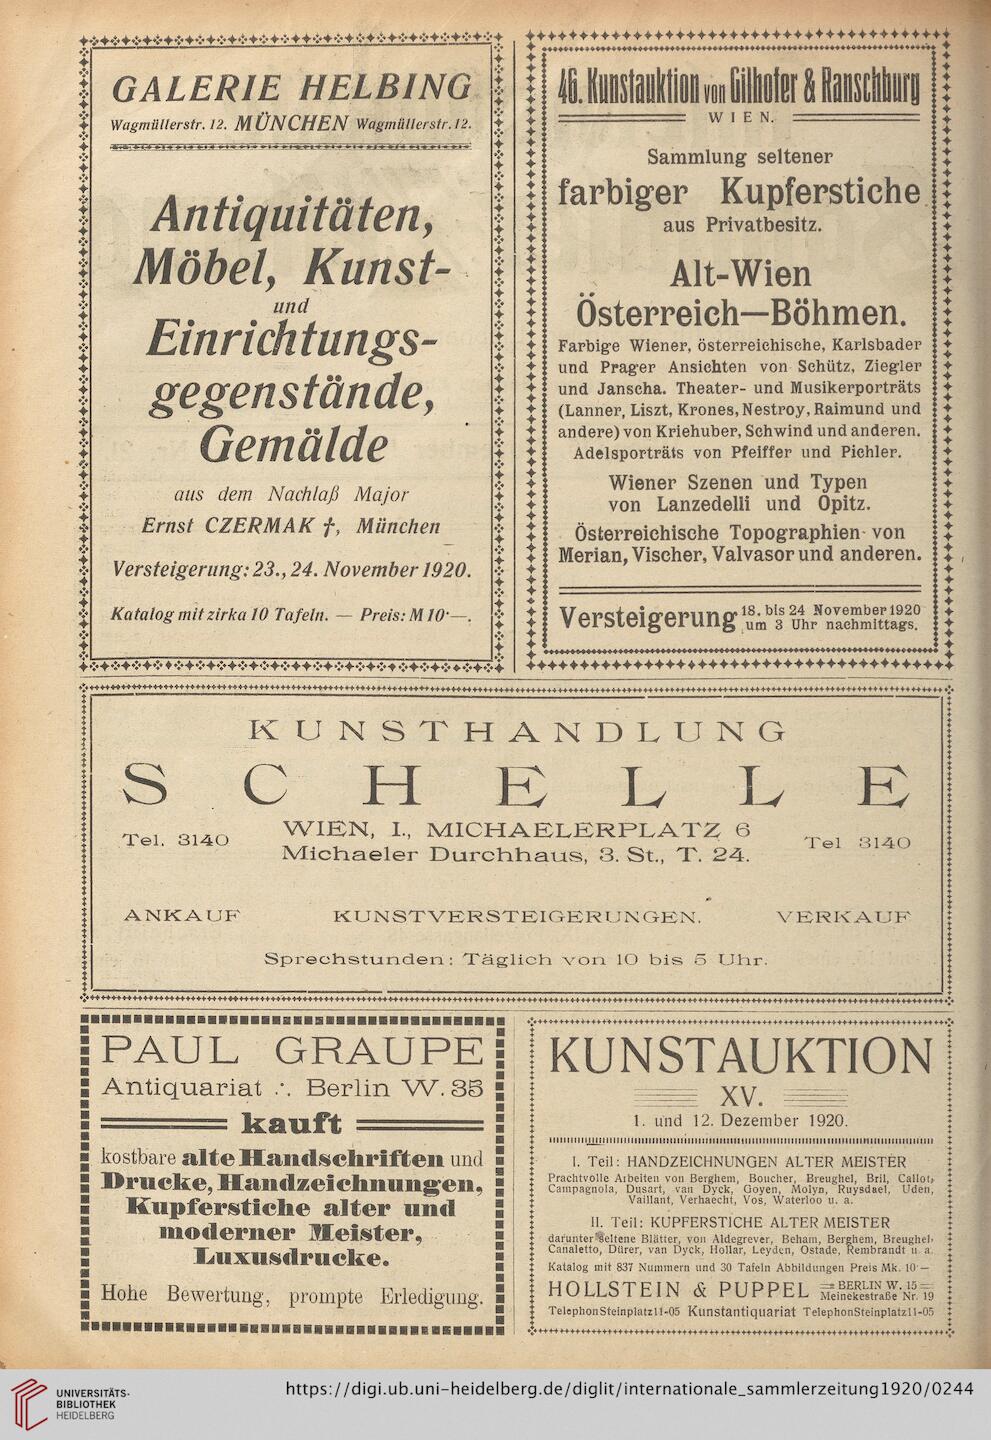 GALERIE HELBING
Wagmüllerstr. 12. MÜNCHEN Wagmüllerstr. 12.
Antiquitäten,
Möbel, Kunst-
und
Einrichtungs-
gegenstände,
Gemälde
aus dem Nachlaß Major
Ernst CZERMAK †, München
Versteigerung: 23., 24. November 1920.
Katalog mit zirka 10 Tafeln. — Preis: M 10·—.
46. Kunstauktion von Gilhofer & Ranschburg
WIEN.
Sammlung seltener
farbiger Kupferstiche
aus Privatbesitz.
Alt-Wien
Österreich—Böhmen.
Farbige Wiener, österreichische, Karlsbader
und Prager Ansichten von Schütz, Ziegler
und Janscha. Theater- und Musikerporträts
(Lanner, Liszt, Krones, Nestroy, Raimund und
andere) von Kriehuber, Schwind und anderen.
Adelsporträts von Pfeiffer und Pichler.
Wiener Szenen und Typen
von Lanzedelli und Opitz.
Österreichische Topographien von
Merian, Vischer, Valvasor und anderen.
Versteigerung 18. bis 24 November 1920
um 3 Uhr nachmittags.
KUNSTHANDLUNG
SCHELLE
Tel. 3140 WIEN, I., MICHAELERPLATZ 6 Tel 3140
Michaeler Durchhaus, 3. St., T. 24.
ANKAUF KUNSTVERSTEIGERUNGEN. VERKAUF
Sprechstunden: Täglich von 10 bis 5 Uhr.
PAUL GRAUPE
Antiquariat ∴ Berlin W. 35
kauft
kostbare alte Handschriften und
Drucke, Handzeichnungen,
Kupferstiche alter und
moderner Meister,
Luxusdrucke.
Hohe Bewertung, prompte Erledigung.
KUNSTAUKTION
XV.
1. und 12. Dezember 1920.
I. Teil: HANDZEICHNUNGEN ALTER MEISTER
Prachtvolle Arbeiten von Berghem, Boucher, Breughel, Bril, Callot,
Campagnola, Dusart, van Dyck, Goyen, Molyn, Ruysdael, Uden,
Vaillant, Verhaecht, Vos, Waterloo u. a.
II. Teil: KUPFERSTICHE ALTER MEISTER
darunter seltene Blätter, von Aldegrever, Beham, Berghem, Breughel,
Canaletto, Dürer, van Dyck, Hollar, Leyden, Ostade, Rembrandt u. a.
Katalog mit 837 Nummern und 30 Tafeln Abbildungen Preis Mk. 10·—
HOLLSTEIN & PUPPEL BERLIN W. 15
Meinekestraße Nr. 19
Telephon Steinplatz 11-05 Kunstantiquariat Telephon Steinplatz 11-05
UNIVERSITÄTS-
BIBLIOTHEK
HEIDELBERG
https://digi.ub.uni-heidelberg.de/diglit/internationale_sammlerzeitung1920/0244